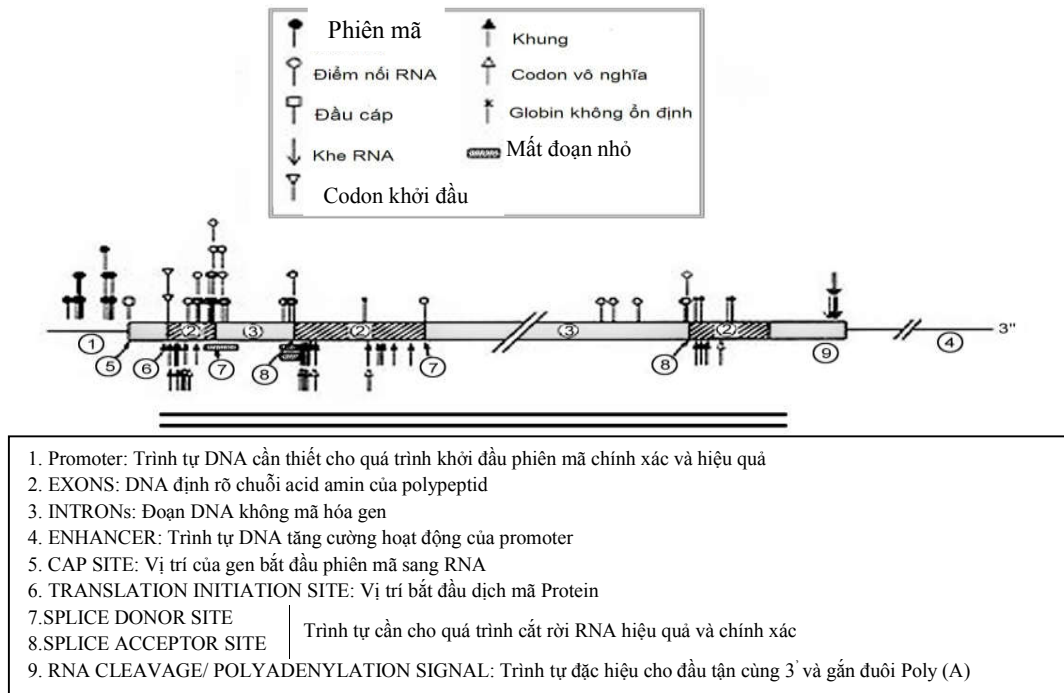 Phiên mã
Điểm nối RNA
Đầu cáp
Khe RNA
Codon khởi đầu
Khung
Codon vô nghĩa
Globin không ổn định
Mất đoạn nhỏ
2 3 2 3 2
1 9 4 3"
5 6 7 8 7 8
1. Promoter: Trình tự DNA cần thiết cho quá trình khởi đầu phiên mã chính xác và hiệu quả
2. EXONS: DNA định rõ chuỗi acid amin của polypeptid
3. INTRONs: Đoạn DNA không mã hóa gen
4. ENHANCER: Trình tự DNA tăng cường hoạt động của promoter
5. CAP SITE: Vị trí của gen bắt đầu phiên mã sang RNA
6. TRANSLATION INITIATION SITE: Vị trí bắt đầu dịch mã Protein
7.SPLICE DONOR SITE
8.SPLICE ACCEPTOR SITE
Trình tự cần cho quá trình cắt rời RNA hiệu quả và chính xác
9. RNA CLEAVAGE/ POLYADENYLATION SIGNAL: Trình tự đặc hiệu cho đầu tận cùng 3' và gắn đuôi Poly (A)